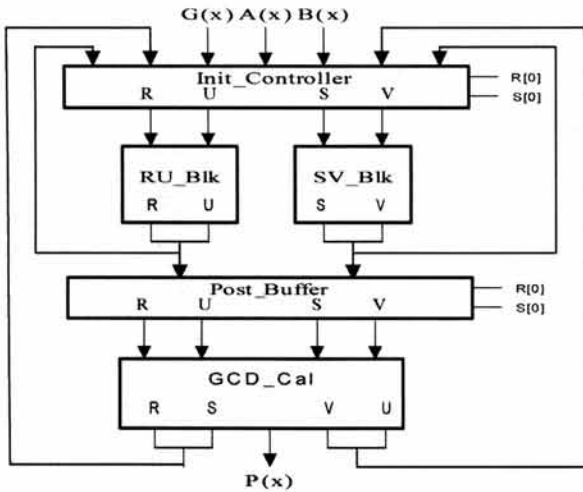 G(x) A(x) B(x)
Init_Controller
R U S V
R[0]
S[0]
RU_Blk
R U
SV_Blk
S V
Post_Buffer
R U S V
R[0]
S[0]
GCD_Cal
R S V U
P(x)